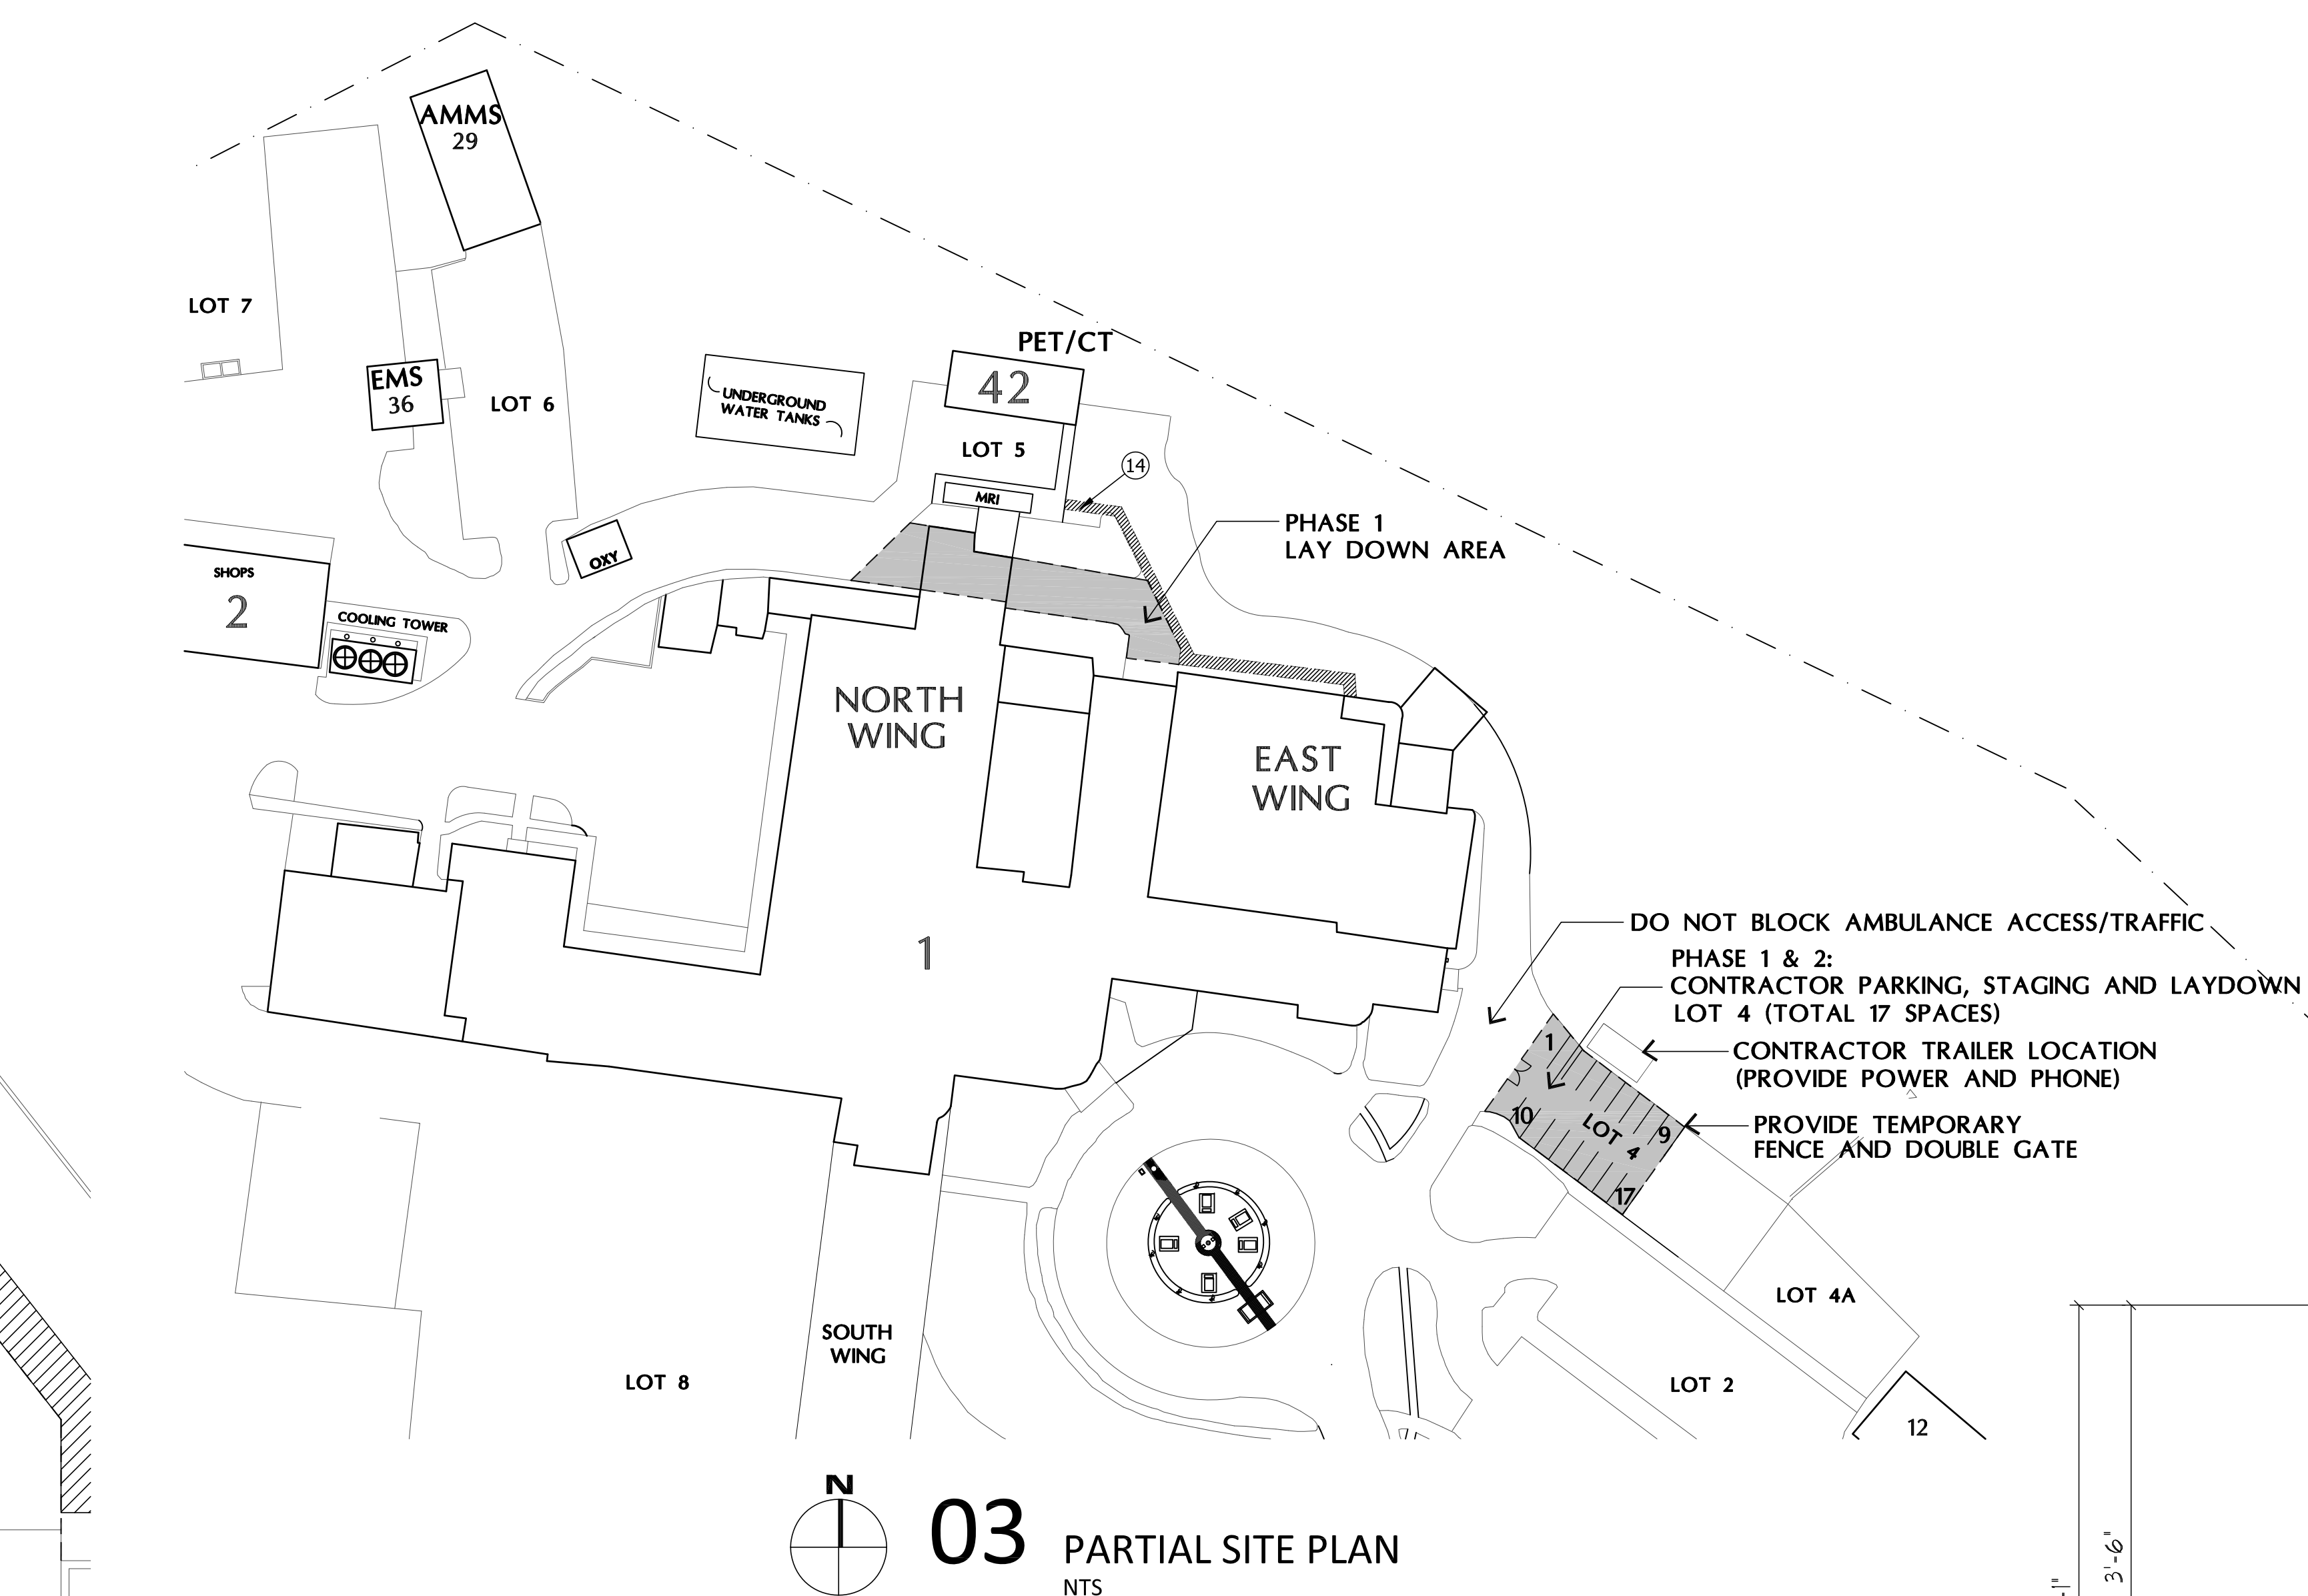 AMMS
29
LOT 7
PET/CT
EMS
36
LOT 6
UNDERGROUND
WATER TANKS
42
LOT 5
14
MRI
PHASE 1
LAY DOWN AREA
OXY
SHOPS
2
COOLING TOWER
NORTH
WING
EAST
WING
1
DO NOT BLOCK AMBULANCE ACCESS/TRAFFIC
PHASE 1 & 2:
CONTRACTOR PARKING, STAGING AND LAYDOWN
LOT 4 (TOTAL 17 SPACES)
CONTRACTOR TRAILER LOCATION
(PROVIDE POWER AND PHONE)
PROVIDE TEMPORARY
FENCE AND DOUBLE GATE
1
10
LOT 4
9
17
LOT 4A
SOUTH
WING
LOT 8
LOT 2
12
N
03
PARTIAL SITE PLAN
NTS
3'-6"